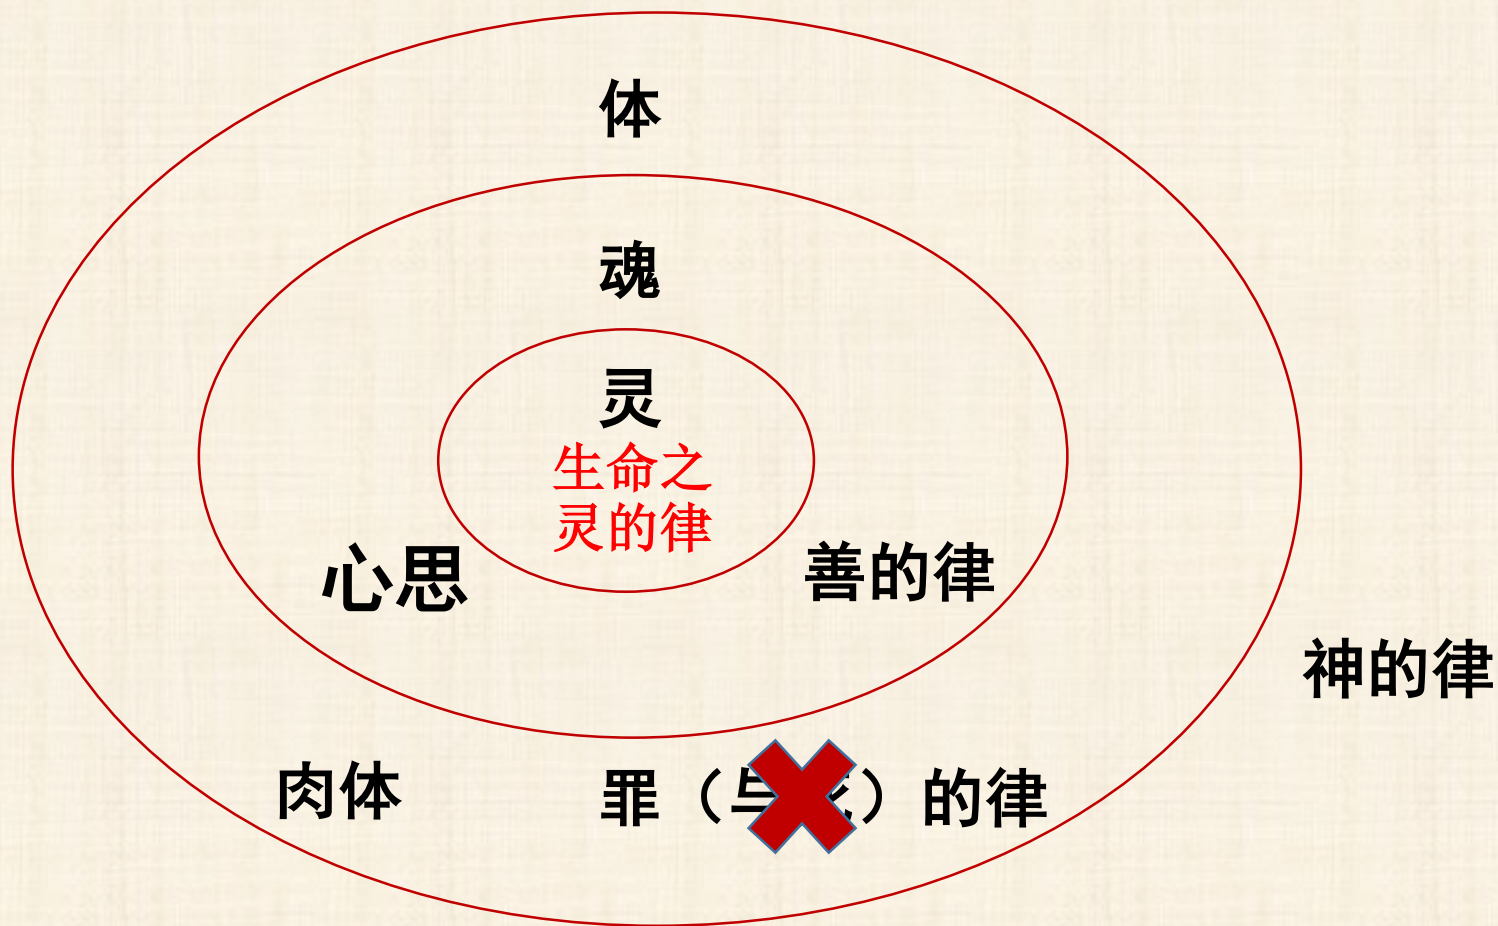 体
魂
灵
生命之
灵的律
心思
善的律
神的律
肉体
罪（与）的律